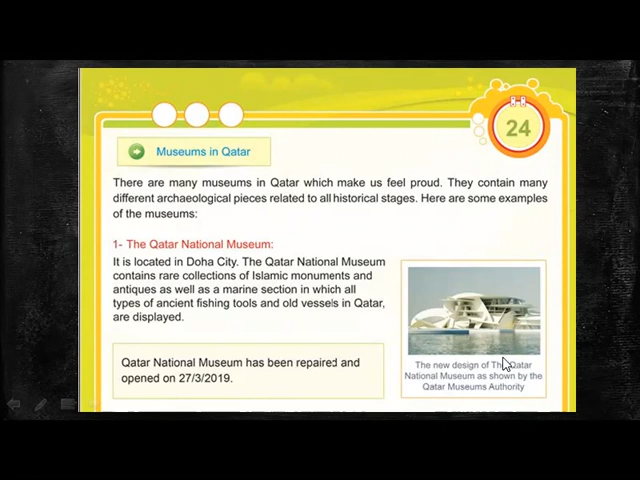 24
Museums in Qatar
There are many museums in Qatar which make us feel proud. They contain many
different archaeological pieces related to all historical stages. Here are some examples
of the museums:
1- The Qatar National Museum:
It is located in Doha City. The Qatar National Museum
contains rare collections of Islamic monuments and
antiques as well as a marine section in which all
types of ancient fishing tools and old vessels in Qatar,
are displayed.
Qatar National Museum has been repaired and
opened on 27/3/2019.
The new design of The Qatar
National Museum as shown by the
Qatar Museums Authority